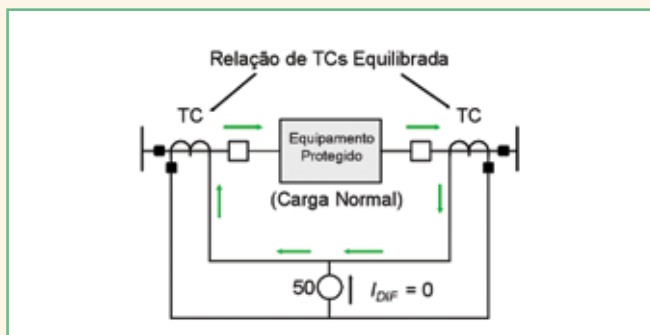 Relação de TCs Equilibrada
TC
TC
Equipamento
Protegido
(Carga Normal)
50
I_DIF = 0